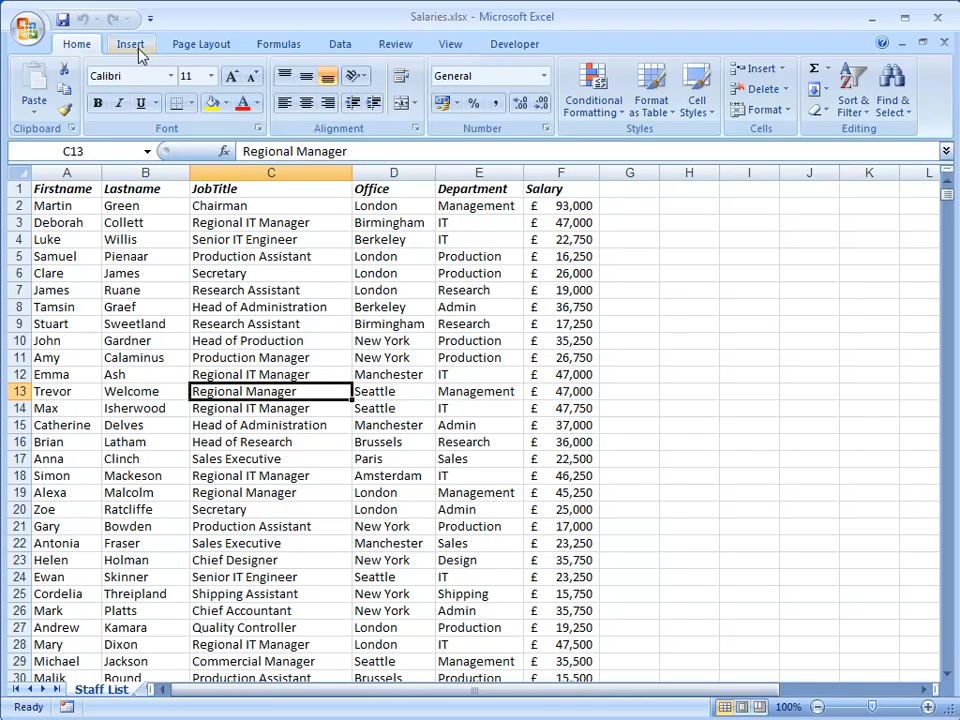 Salaries.xlsx - Microsoft Excel
Home Insert Page Layout Formulas Data Review View Developer
Calibri 11 General Insert Σ
Paste B I U % , Conditional Formatting Format as Table Cell Styles Delete Format Sort & Filter Find & Select
Clipboard Font Alignment Number Styles Cells Editing
C13 fx Regional Manager
A B C D E F G H I J K L
1 Firstname Lastname JobTitle Office Department Salary
2 Martin Green Chairman London Management £ 93,000
3 Deborah Collett Regional IT Manager Birmingham IT £ 47,000
4 Luke Willis Senior IT Engineer Berkeley IT £ 22,750
5 Samuel Pienaar Production Assistant London Production £ 16,250
6 Clare James Secretary London Production £ 26,000
7 James Ruane Research Assistant London Research £ 19,000
8 Tamsin Graef Head of Administration Berkeley Admin £ 36,750
9 Stuart Sweetland Research Assistant Birmingham Research £ 17,250
10 John Gardner Head of Production New York Production £ 35,250
11 Amy Calaminus Production Manager New York Production £ 26,750
12 Emma Ash Regional IT Manager Manchester IT £ 47,000
13 Trevor Welcome Regional Manager Seattle Management £ 47,000
14 Max Isherwood Regional IT Manager Seattle IT £ 47,750
15 Catherine Delves Head of Administration Manchester Admin £ 37,000
16 Brian Latham Head of Research Brussels Research £ 36,000
17 Anna Clinch Sales Executive Paris Sales £ 22,500
18 Simon Mackeson Regional IT Manager Amsterdam IT £ 46,250
19 Alexa Malcolm Regional Manager London Management £ 45,250
20 Zoe Ratcliffe Secretary London Admin £ 25,000
21 Gary Bowden Production Assistant New York Production £ 17,000
22 Antonia Fraser Sales Executive Manchester Sales £ 23,250
23 Helen Holman Chief Designer New York Design £ 35,750
24 Ewan Skinner Senior IT Engineer Seattle IT £ 23,250
25 Cordelia Threipland Shipping Assistant New York Shipping £ 15,750
26 Mark Platts Chief Accountant New York Admin £ 35,750
27 Andrew Kamara Quality Controller London Production £ 19,250
28 Mary Dixon Regional IT Manager London IT £ 47,500
29 Michael Jackson Commercial Manager Seattle Management £ 35,500
30 Malik Bound Production Assistant Brussels Production £ 15,500
Staff List
Ready 100%